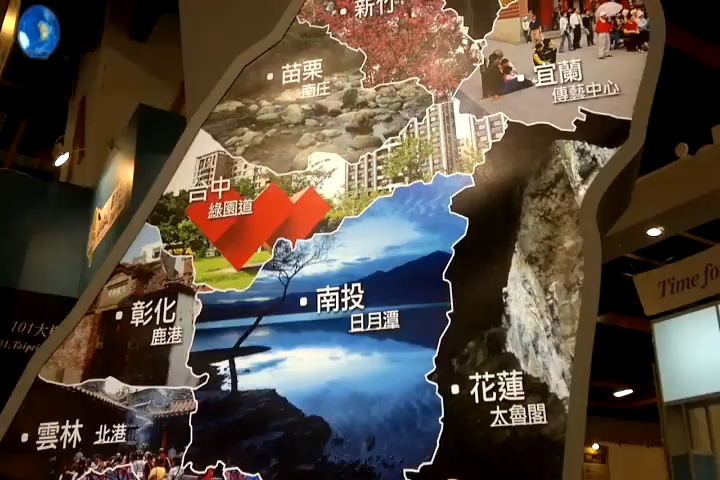 新竹
苗栗
南庄
宜蘭
傳藝中心
台中
綠園道
南投
日月潭
彰化
鹿港
花蓮
太魯閣
雲林 北港
101大
Time fo